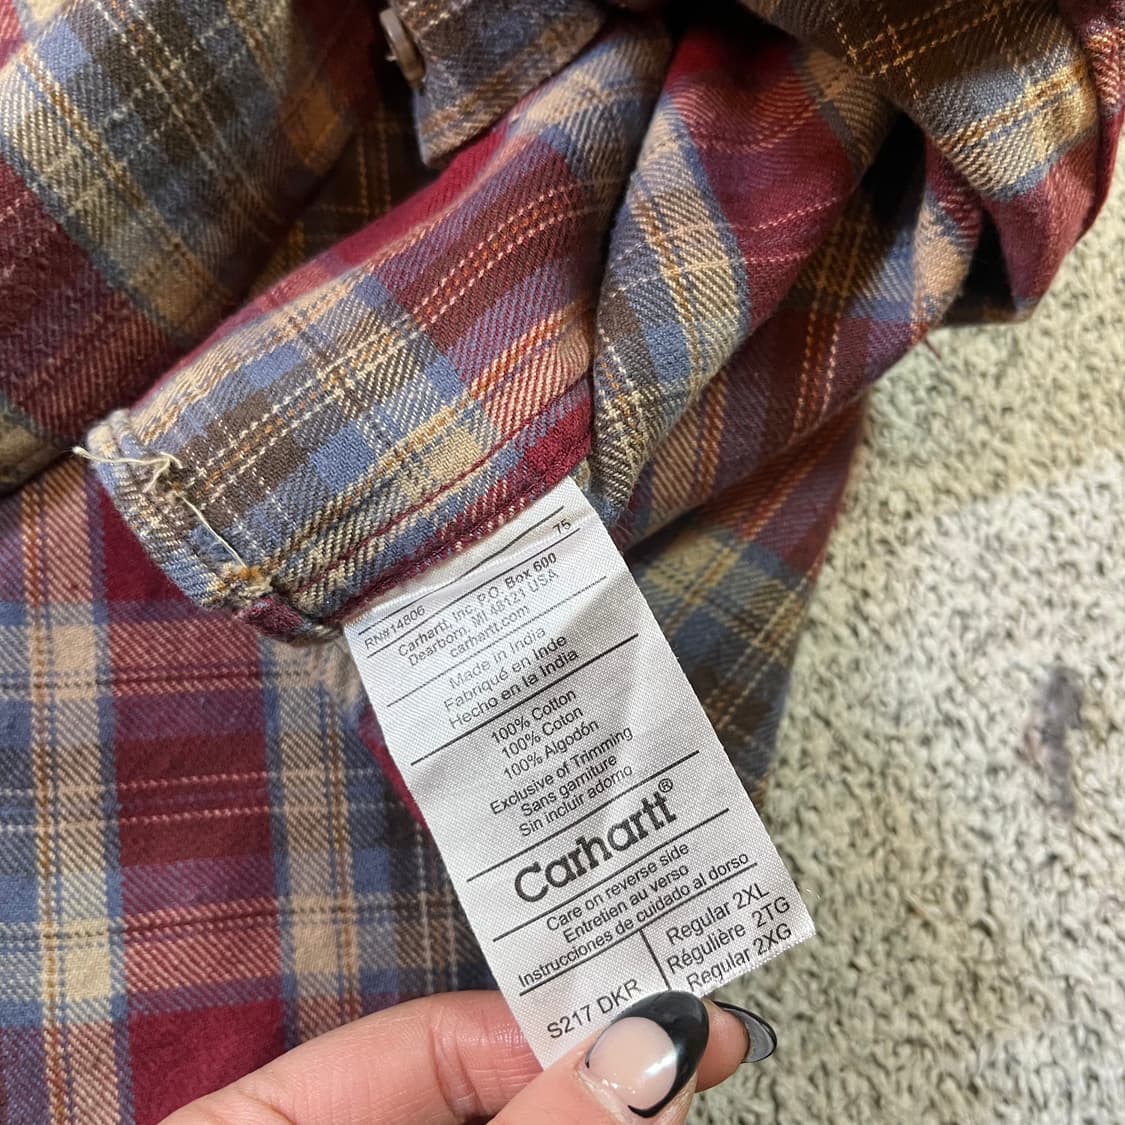 75
RN#14806
Carhartt, Inc. P.O. Box 600
Dearborn, MI 48121 USA
carhartt.com
Made in India
Fabriqué en Inde
Hecho en la India
100% Cotton
100% Coton
100% Algodón
Exclusive of Trimming
Sans garniture
Sin incluir adorno
Carhartt®
Care on reverse side
Entretien au verso
Instrucciones de cuidado al dorso
S217 DKR
Regular 2XL
Régulière 2TG
Regular 2XG